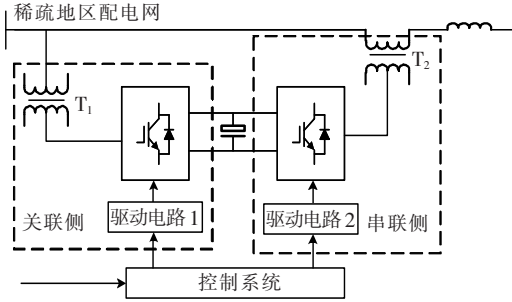 稀疏地区配电网
T₂
T₁
驱动电路1
驱动电路2
关联侧
串联侧
控制系统